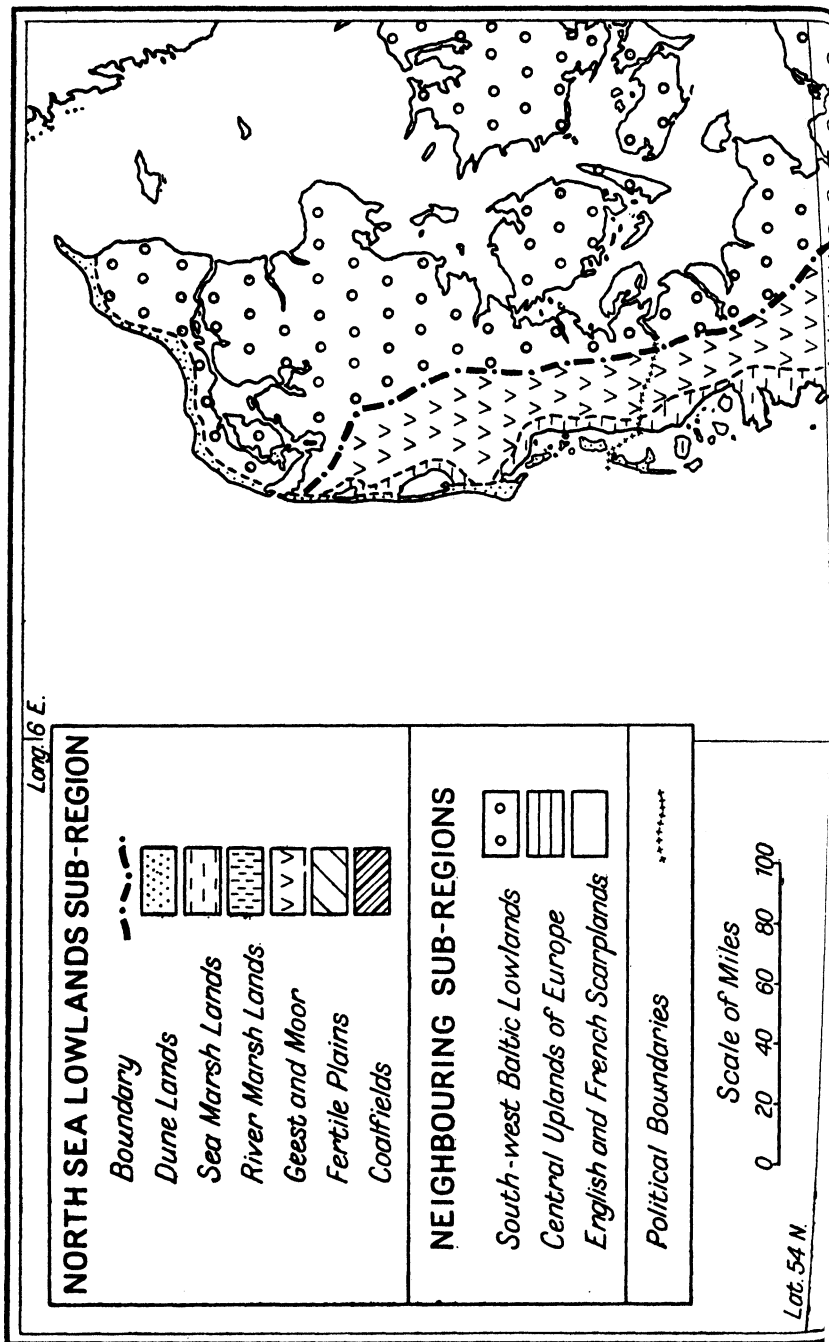 Long. 6 E.
NORTH SEA LOWLANDS SUB-REGION
Boundary
Dune Lands
Sea Marsh Lands
River Marsh Lands
Geest and Moor
Fertile Plains
Coalfields
NEIGHBOURING SUB-REGIONS
South-west Baltic Lowlands
Central Uplands of Europe
English and French Scarplands
Political Boundaries
Scale of Miles
0 20 40 60 80 100
Lat. 54 N.